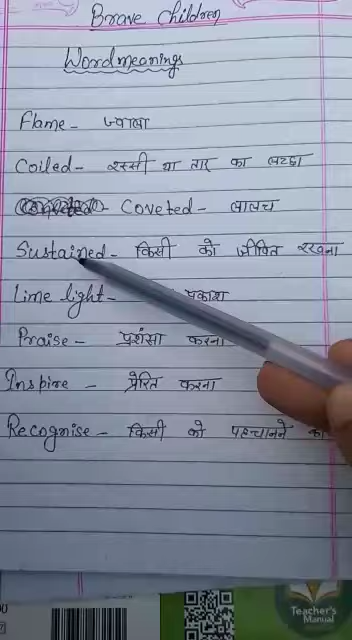 Brave Children
Word meanings
Flame - ज्वाला
Coiled - रस्सी या तार का लच्छा
Coveted - लालच
Sustained - किसी को जीवित रखना
Lime light - प्रकाश
Praise - प्रशंसा करना
Inspire - प्रेरित करना
Recognise - किसी को पहचानने का
Teacher's
Manual